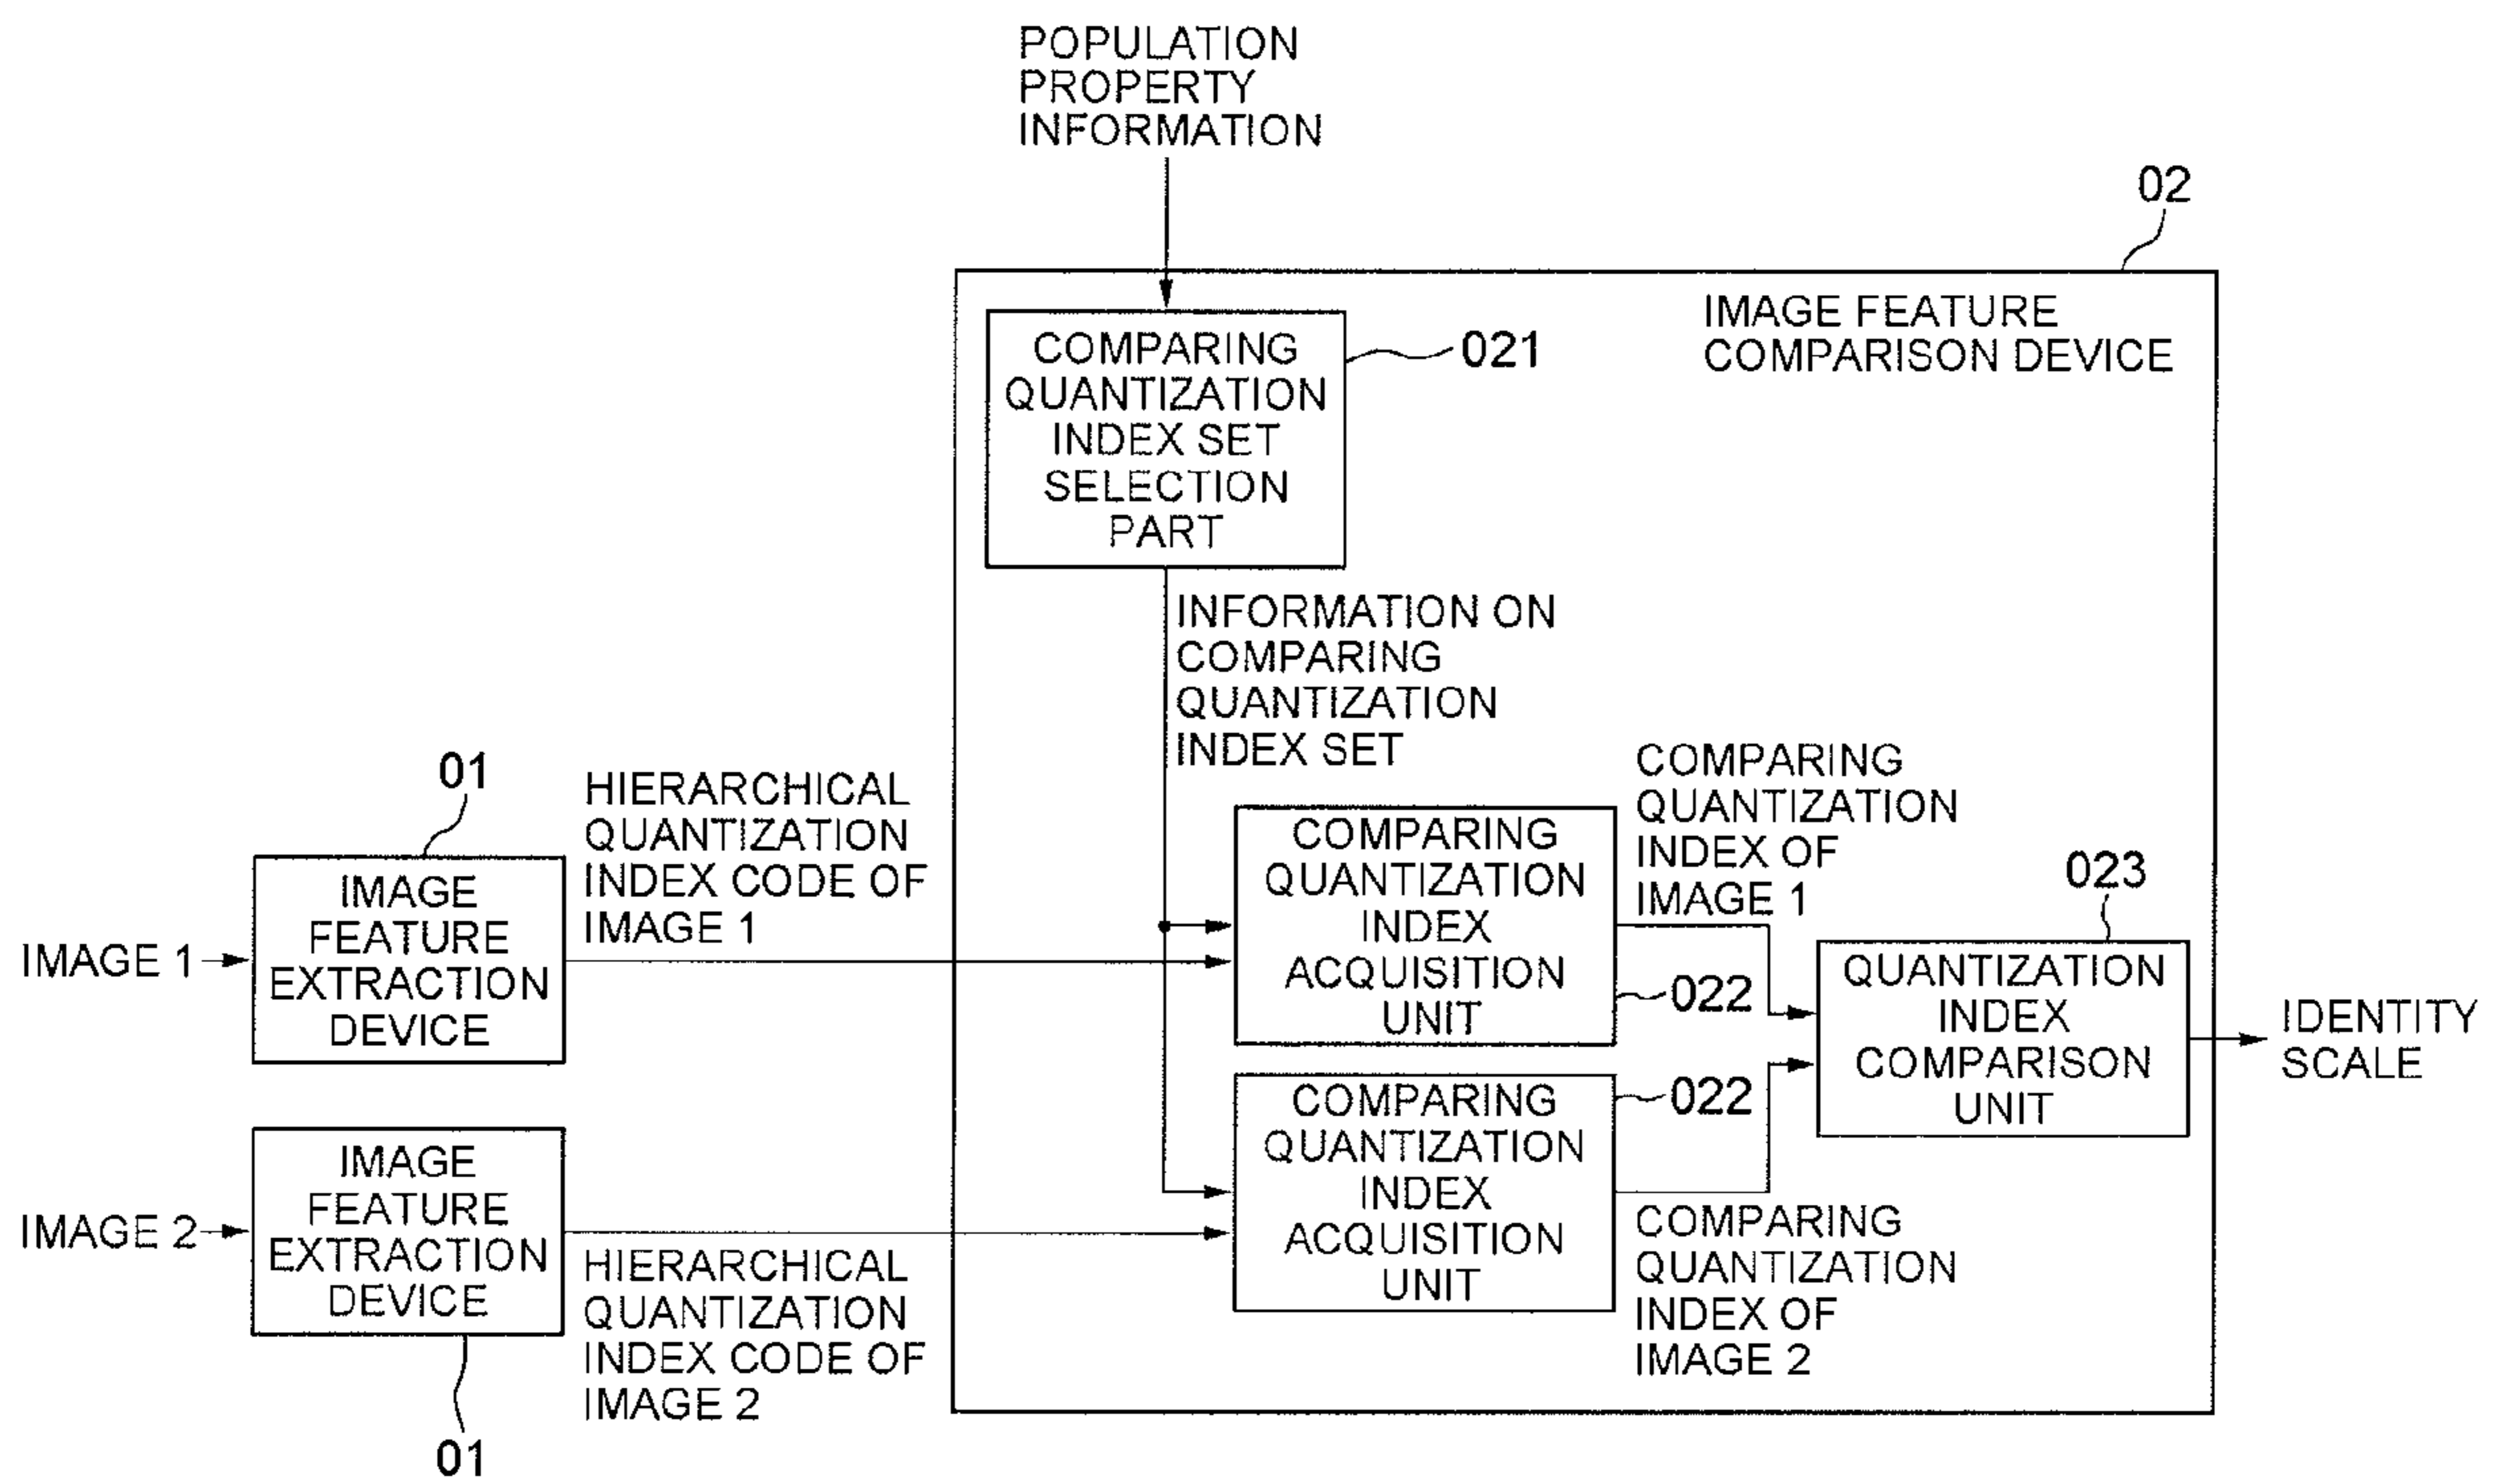 POPULATION
PROPERTY
INFORMATION
02
IMAGE FEATURE
COMPARISON DEVICE
COMPARING
QUANTIZATION
INDEX SET
SELECTION
PART
021
INFORMATION ON
COMPARING
QUANTIZATION
INDEX SET
01
HIERARCHICAL
QUANTIZATION
INDEX CODE OF
IMAGE 1
IMAGE 1
IMAGE
FEATURE
EXTRACTION
DEVICE
COMPARING
QUANTIZATION
INDEX
ACQUISITION
UNIT
022
COMPARING
QUANTIZATION
INDEX OF
IMAGE 1
023
QUANTIZATION
INDEX
COMPARISON
UNIT
IDENTITY
SCALE
IMAGE 2
IMAGE
FEATURE
EXTRACTION
DEVICE
01
HIERARCHICAL
QUANTIZATION
INDEX CODE OF
IMAGE 2
COMPARING
QUANTIZATION
INDEX
ACQUISITION
UNIT
022
COMPARING
QUANTIZATION
INDEX OF
IMAGE 2